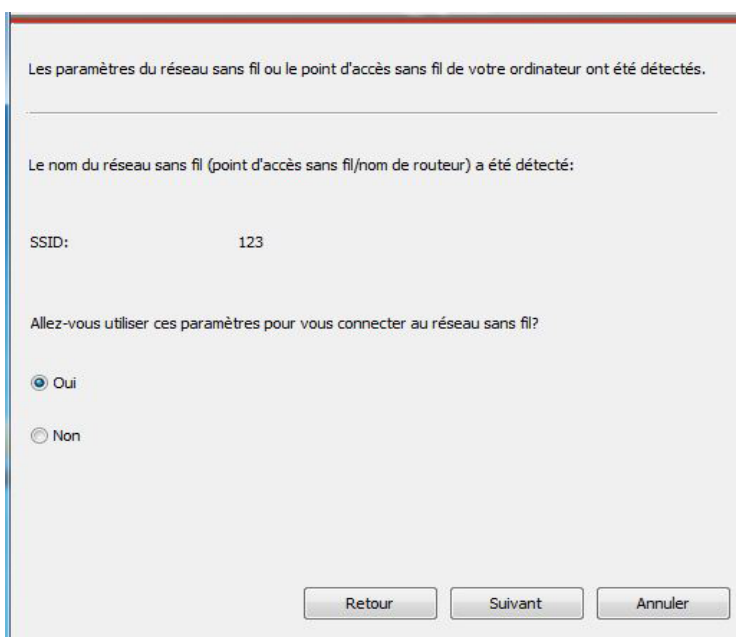 Les paramètres du réseau sans fil ou le point d'accès sans fil de votre ordinateur ont été détectés.
Le nom du réseau sans fil (point d'accès sans fil/nom de routeur) a été détecté:
SSID: 123
Allez-vous utiliser ces paramètres pour vous connecter au réseau sans fil?
Oui
Non
Retour Suivant Annuler